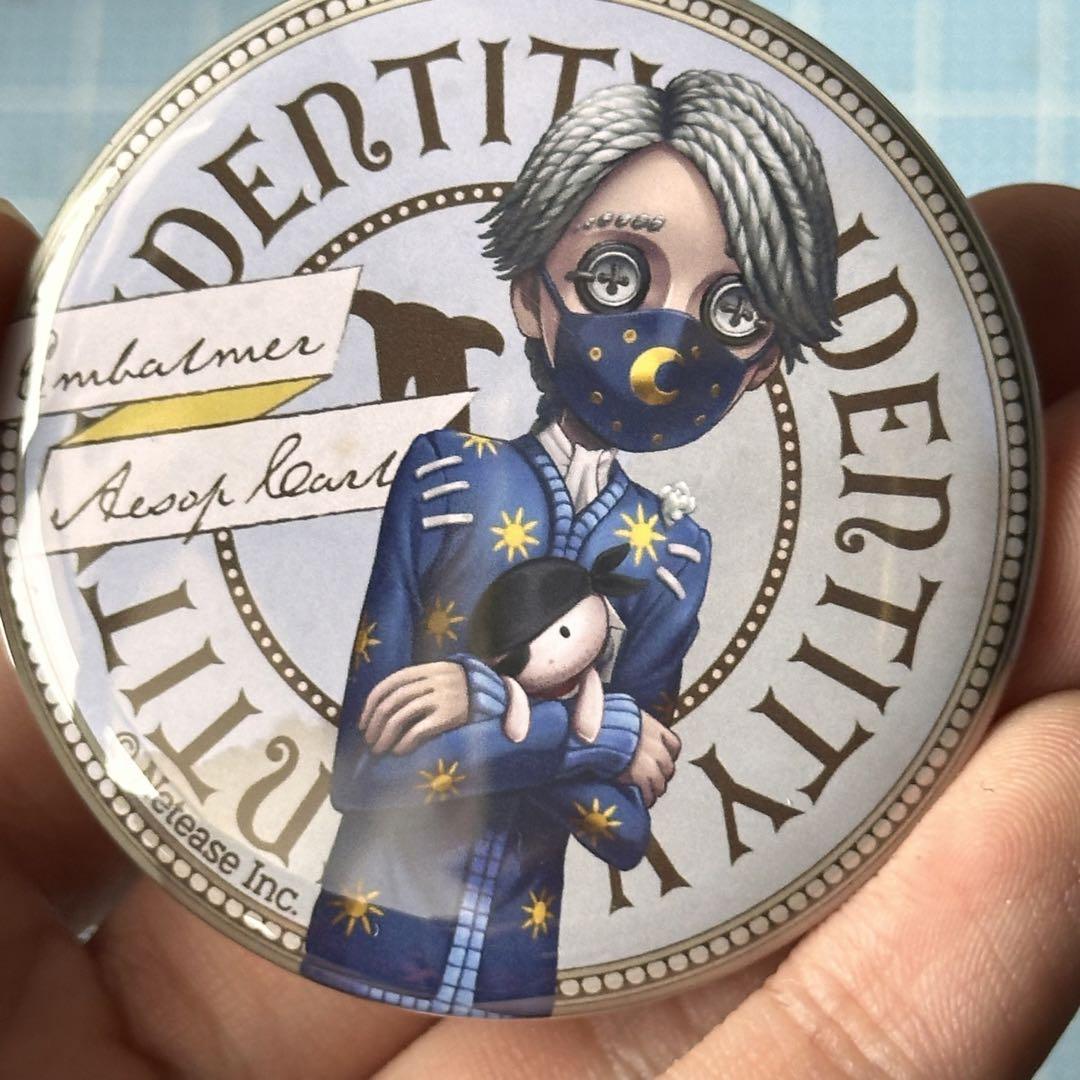 IDENTITY
IDENTITY
Embalmer
Aesop Carl
©Netease Inc.